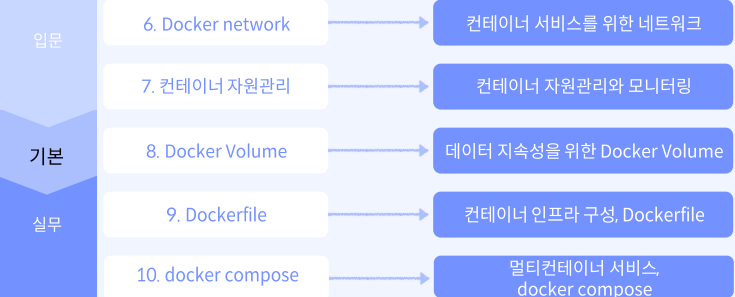 입문
6. Docker network
컨테이너 서비스를 위한 네트워크
7. 컨테이너 자원관리
컨테이너 자원관리와 모니터링
기본
8. Docker Volume
데이터 지속성을 위한 Docker Volume
실무
9. Dockerfile
컨테이너 인프라 구성, Dockerfile
10. docker compose
멀티컨테이너 서비스,
docker compose